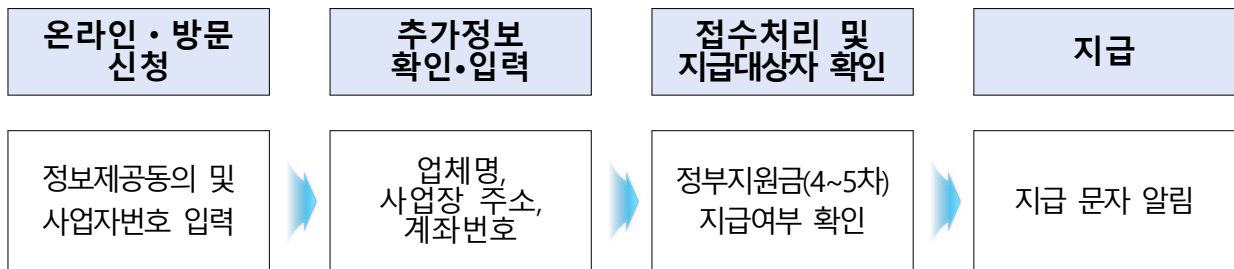 온라인・방문
신청
추가정보
확인•입력
접수처리 및
지급대상자 확인
지급
정보제공동의 및
사업자번호 입력
업체명,
사업장 주소,
계좌번호
정부지원금(4~5차)
지급여부 확인
지급 문자 알림